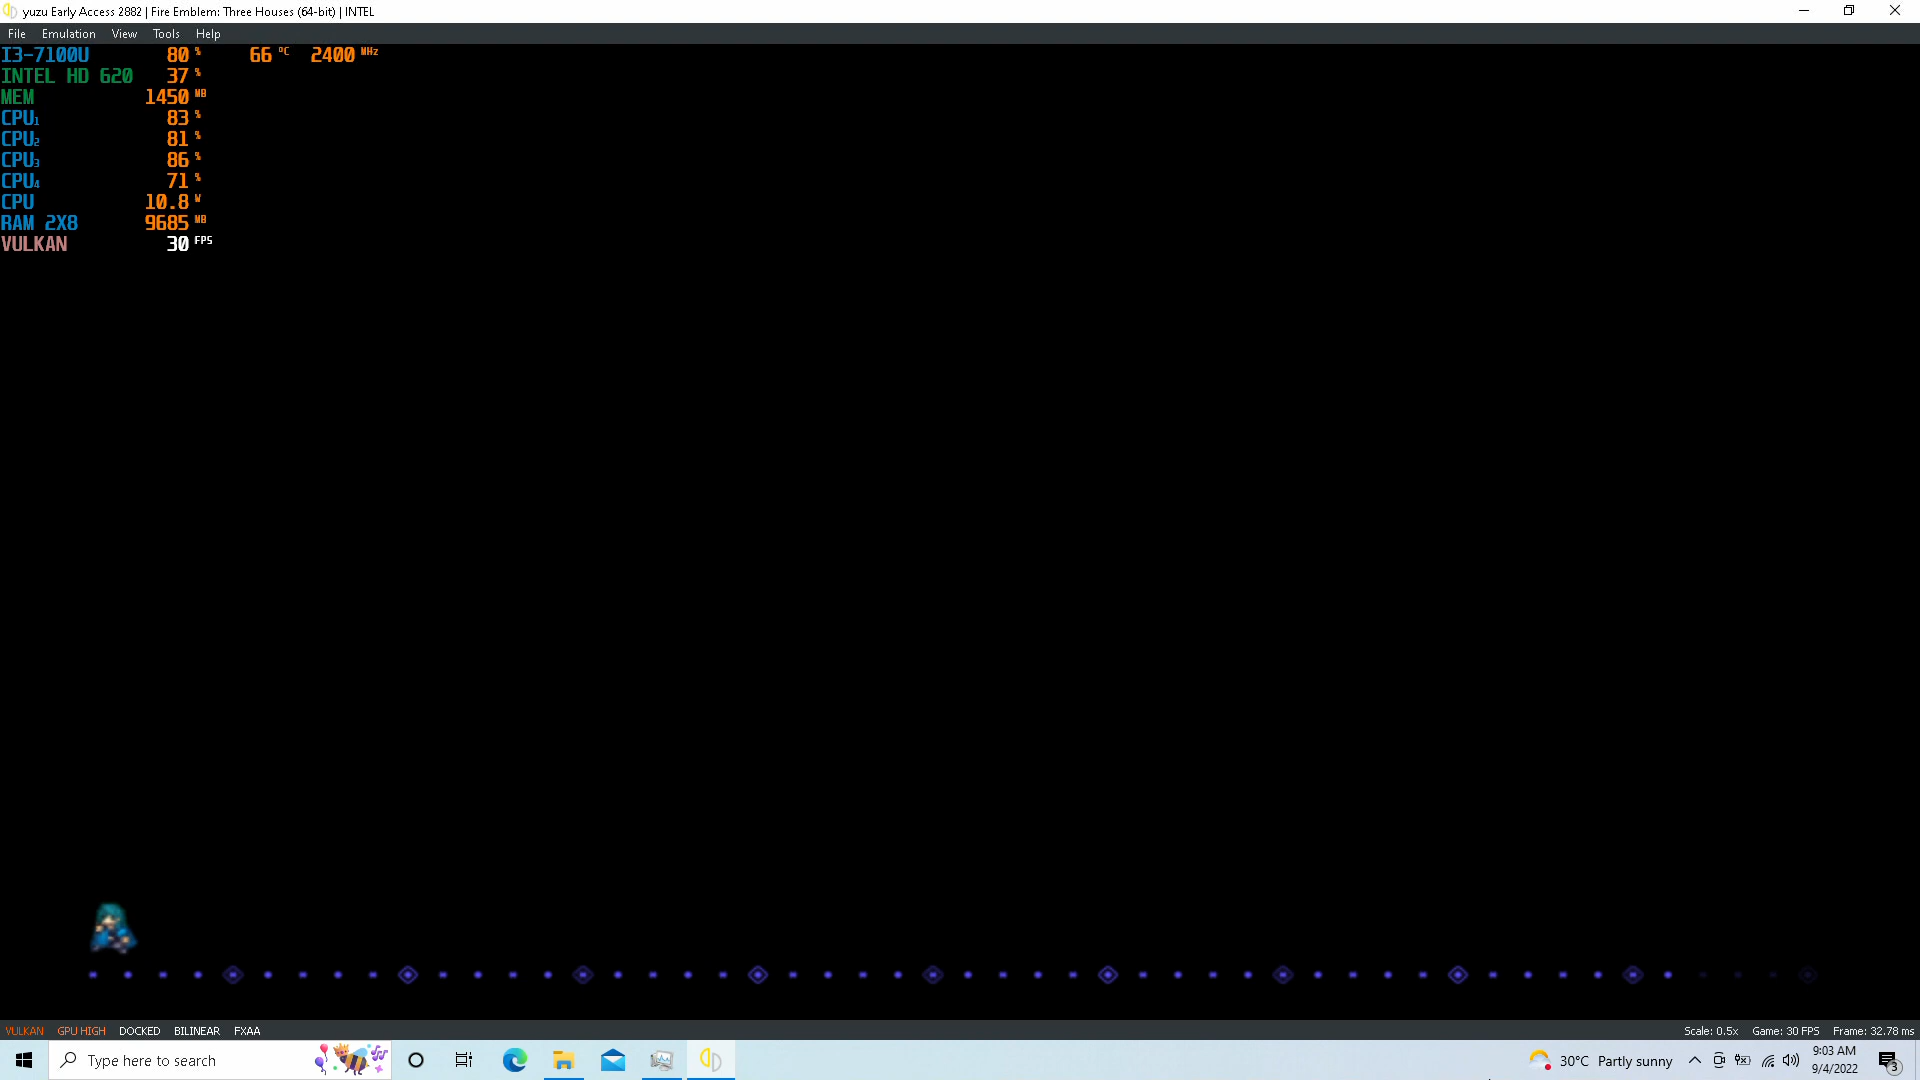 yuzu Early Access 2882 | Fire Emblem: Three Houses (64-bit) | INTEL
File Emulation View Tools Help
I3-7100U 80 % 66 °C 2400 MHz
INTEL HD 620 37 %
MEM 1450 MB
CPU1 83 %
CPU2 81 %
CPU3 86 %
CPU4 71 %
CPU 10.8 W
RAM 2X8 9685 MB
VULKAN 30 FPS
VULKAN GPU HIGH DOCKED BILINEAR FXAA Scale: 0.5x Game: 30 FPS Frame: 32.78 ms
Type here to search 30°C Partly sunny 9:03 AM
9/4/2022 3